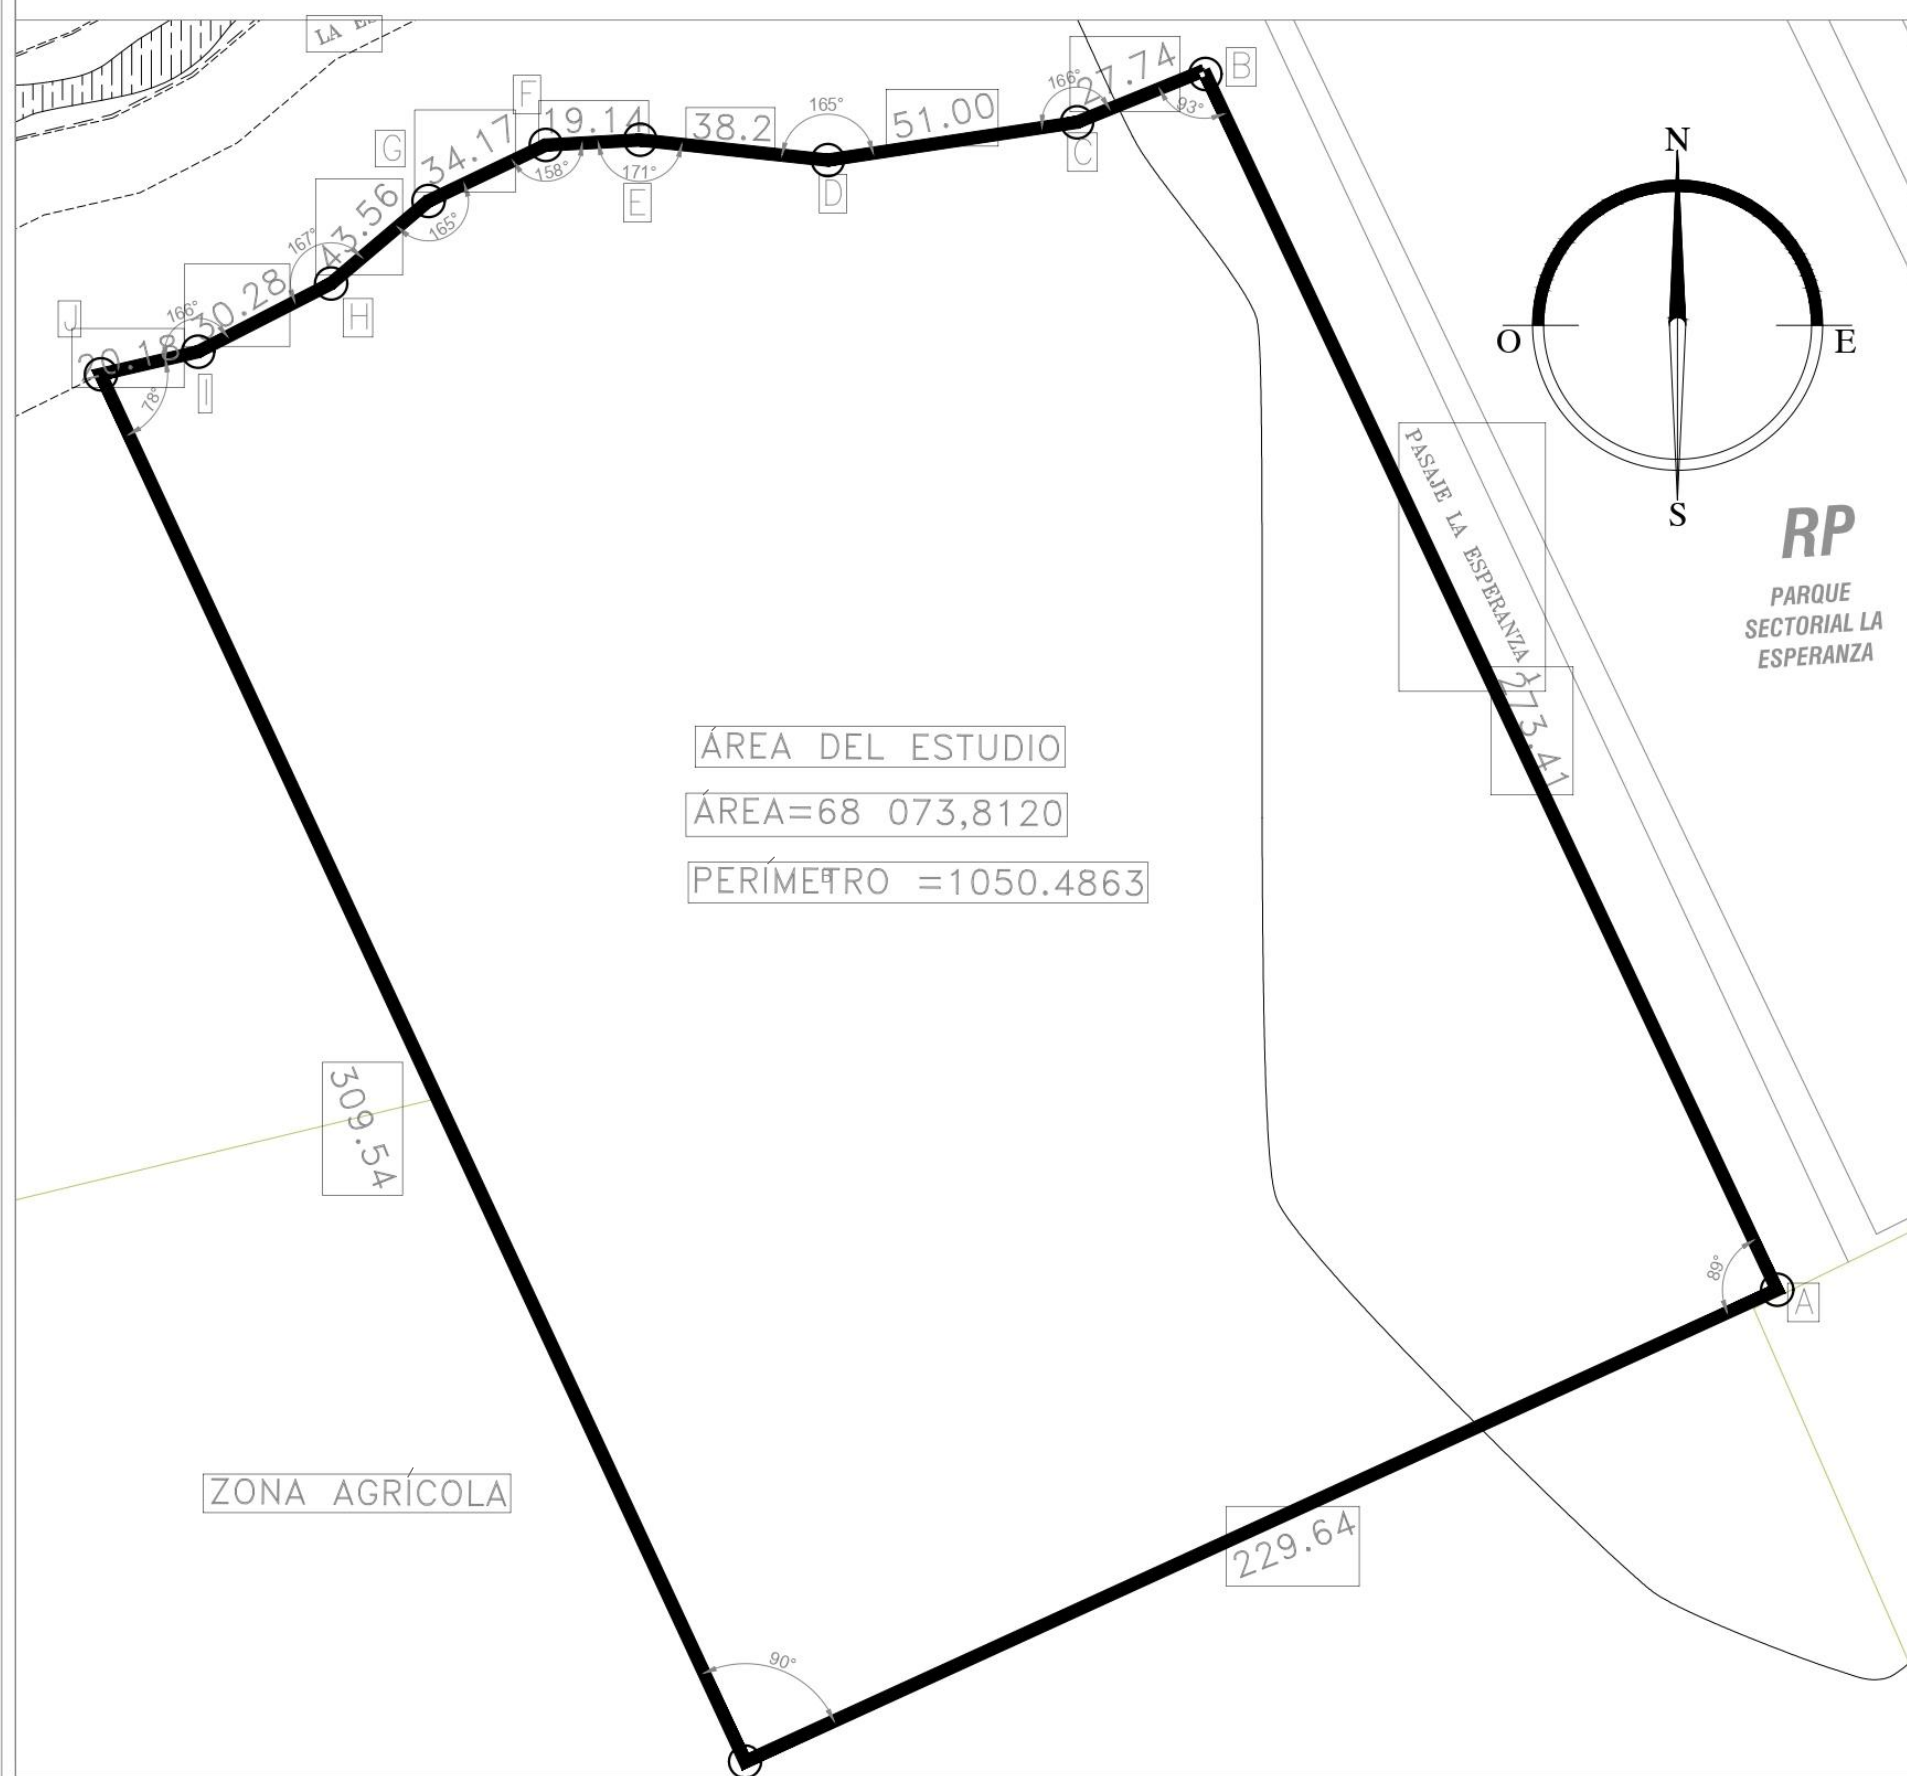 LA E
27.74
B
166°
93°
F
19.14
38.2
165°
51.00
C
G
34.17
158°
171°
E
D
43.56
165°
167°
H
30.28
166°
J
20.18
I
78°
N
O
E
S
PASAJE LA ESPERANZA 1
RP
PARQUE
SECTORIAL LA
ESPERANZA
273.41
ÁREA DEL ESTUDIO
ÁREA=68 073,8120
PERÍMETRO =1050.4863
309.54
89°
A
ZONA AGRÍCOLA
229.64
90°